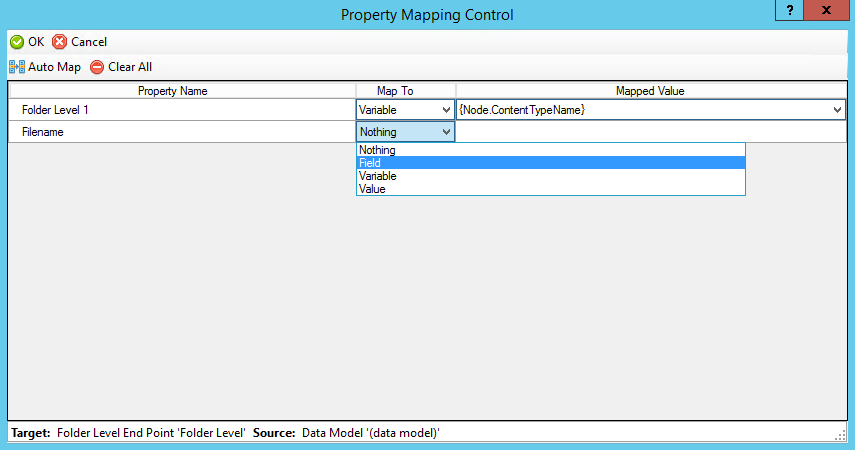 Property Mapping Control
? x
OK Cancel
Auto Map Clear All
Property Name Map To Mapped Value
Folder Level 1 Variable {Node.ContentTypeName}
Filename Nothing
Nothing
Field
Variable
Value
Target: Folder Level End Point 'Folder Level' Source: Data Model '(data model)'